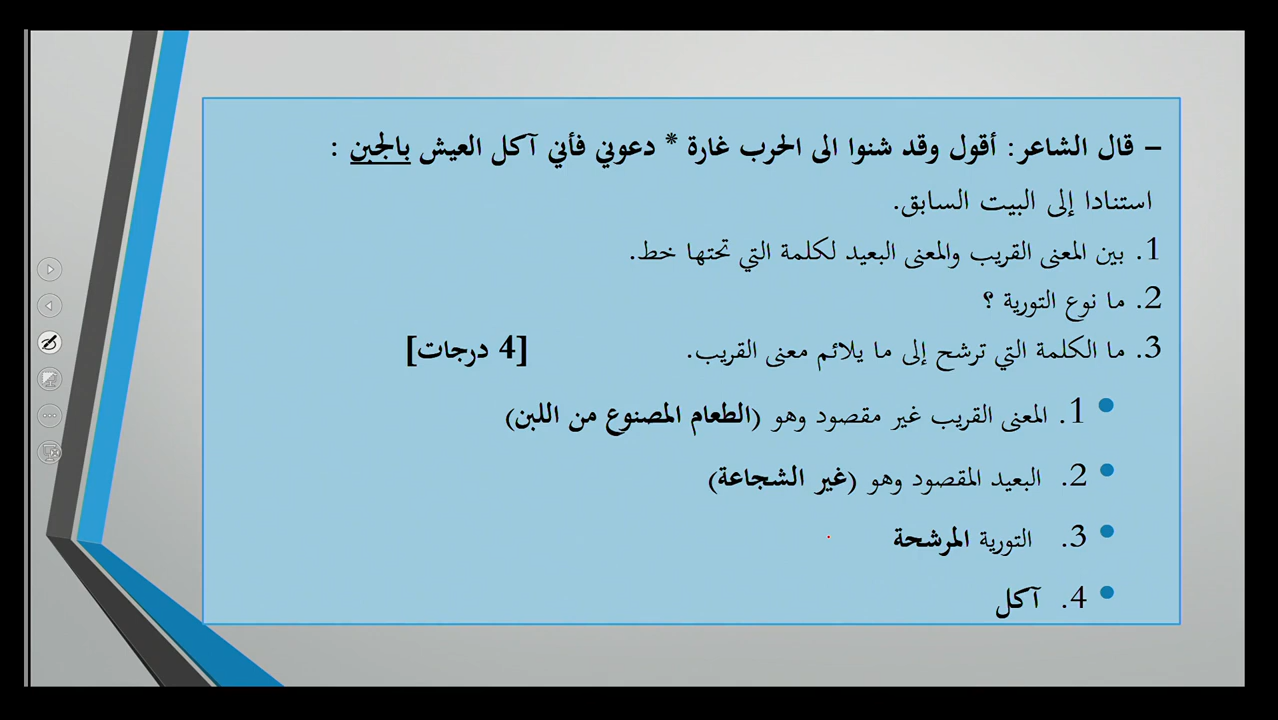 – قال الشاعر: أقول وقد شنوا الى الحرب غارة * دعوني فأني آكل العيش بالجبن :
استنادا إلى البيت السابق.
1. بين المعنى القريب والمعنى البعيد لكلمة التي تحتها خط.
2. ما نوع التورية ؟
3. ما الكلمة التي ترشح إلى ما يلائم معنى القريب. [4 درجات]
• 1. المعنى القريب غير مقصود وهو (الطعام المصنوع من اللبن)
• 2. البعيد المقصود وهو (غير الشجاعة)
• 3. التورية المرشحة
• 4. آكل